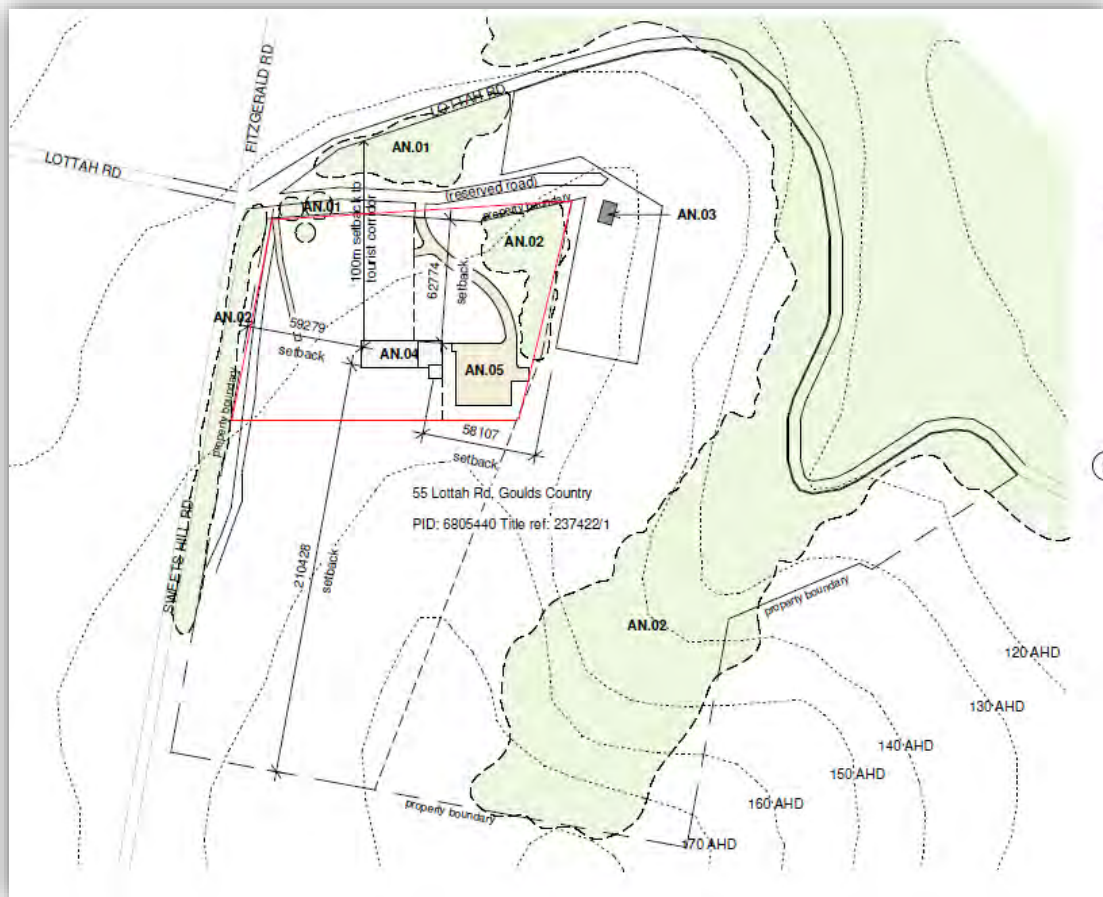 FITZGERALD RD
LOTTAH RD
LOTTAH RD
AN.01
(reserved road)
AN.01
property boundary
AN.03
100m setback to
tourist corridor
AN.02
62774
setback
AN.02
59279
setback
AN.04
AN.05
property boundary
58107
setback
55 Lottah Rd, Goulds Country
PID: 6805440 Title ref: 237422/1
210428
setback
SWEETS HILL RD
AN.02
property boundary
120 AHD
130 AHD
140 AHD
150 AHD
160 AHD
170 AHD
property boundary